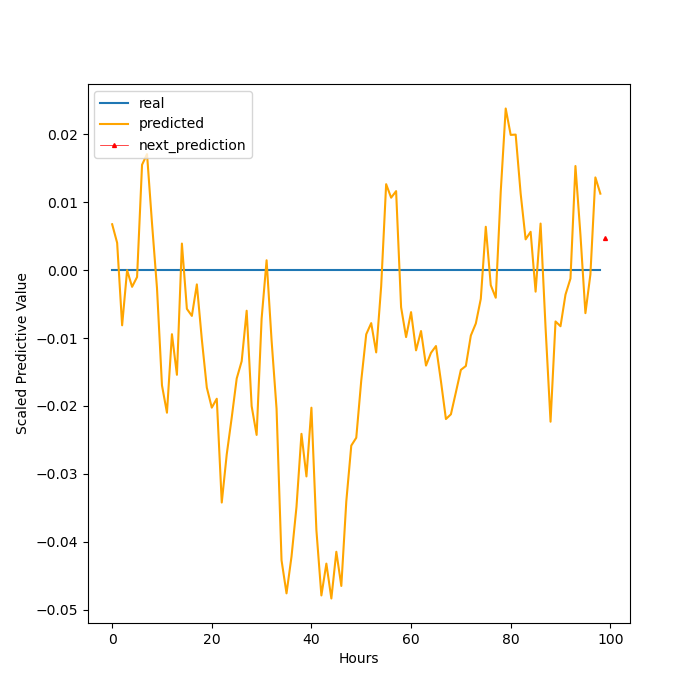 real
predicted
next_prediction
0.02
0.01
0.00
−0.01
−0.02
−0.03
−0.04
−0.05
Scaled Predictive Value
0 20 40 60 80 100
Hours